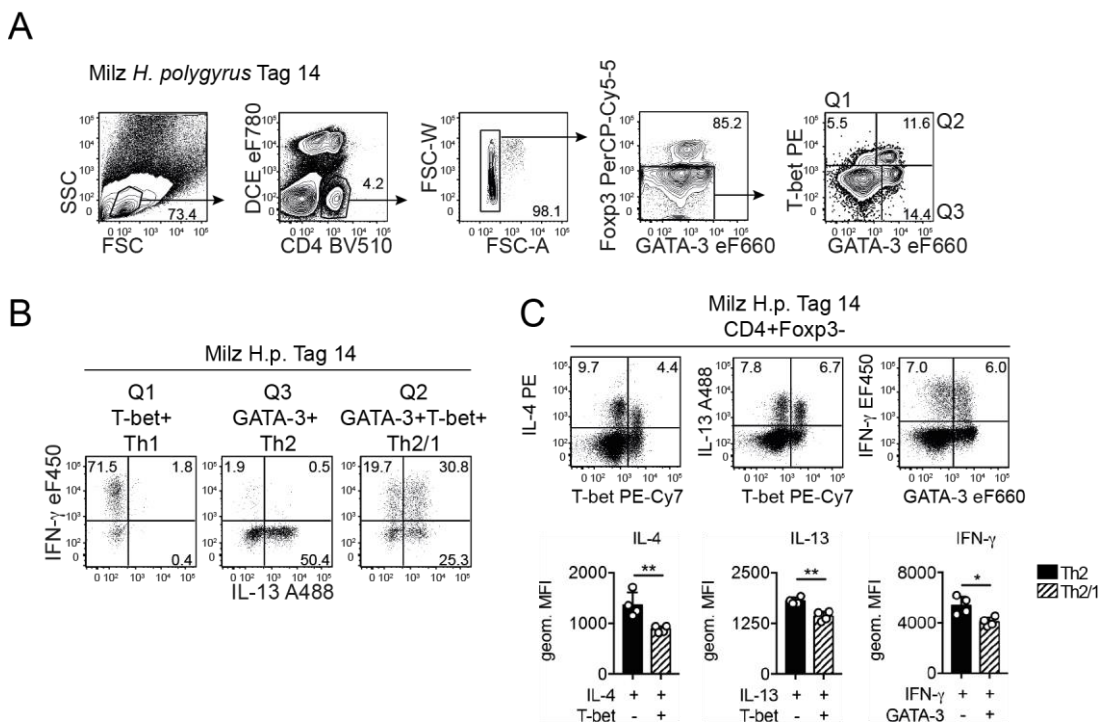 A
Milz H. polygyrus Tag 14
SSC
FSC
73.4
DCE eF780
CD4 BV510
4.2
FSC-W
FSC-A
98.1
Foxp3 PerCP-Cy5-5
GATA-3 eF660
85.2
T-bet PE
GATA-3 eF660
Q1
Q2
Q3
5.5
11.6
14.4
B
Milz H.p. Tag 14
Q1
T-bet+
Th1
Q3
GATA-3+
Th2
Q2
GATA-3+T-bet+
Th2/1
IFN-γ eF450
71.5
1.8
0.4
1.9
0.5
50.4
19.7
30.8
25.3
IL-13 A488
C
Milz H.p. Tag 14
CD4+Foxp3-
IL-4 PE
9.7
4.4
T-bet PE-Cy7
IL-13 A488
7.8
6.7
T-bet PE-Cy7
IFN-γ EF450
7.0
6.0
GATA-3 eF660
IL-4
geom. MFI
2000
1000
0
**
IL-4 + +
T-bet - +
IL-13
geom. MFI
2500
1250
0
**
IL-13 + +
T-bet - +
IFN-γ
geom. MFI
8000
4000
0
*
IFN-γ + +
GATA-3 - +
Th2
Th2/1